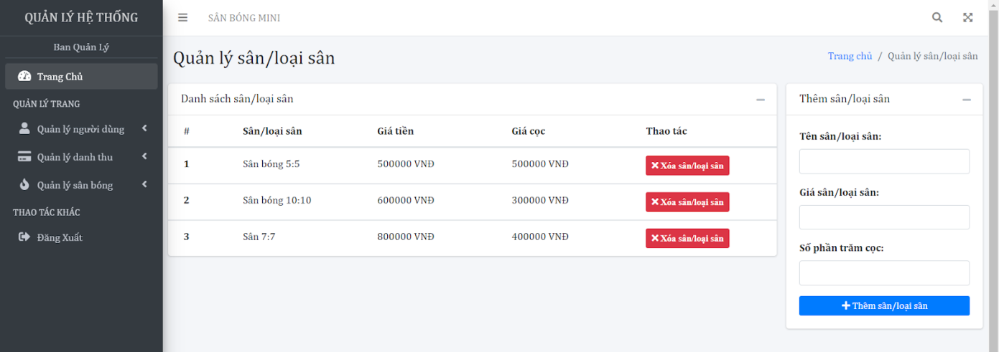 QUẢN LÝ HỆ THỐNG
Ban Quản Lý
Trang Chủ
QUẢN LÝ TRANG
Quản lý người dùng
Quản lý danh thu
Quản lý sân bóng
THAO TÁC KHÁC
Đăng Xuất
SÂN BÓNG MINI
Quản lý sân/loại sân
Trang chủ / Quản lý sân/loại sân
Danh sách sân/loại sân
# Sân/loại sân Giá tiền Giá cọc Thao tác
1 Sân bóng 5:5 500000 VNĐ 500000 VNĐ Xóa sân/loại sân
2 Sân bóng 10:10 600000 VNĐ 300000 VNĐ Xóa sân/loại sân
3 Sân 7:7 800000 VNĐ 400000 VNĐ Xóa sân/loại sân
Thêm sân/loại sân
Tên sân/loại sân:
Giá sân/loại sân:
Số phần trăm cọc:
Thêm sân/loại sân